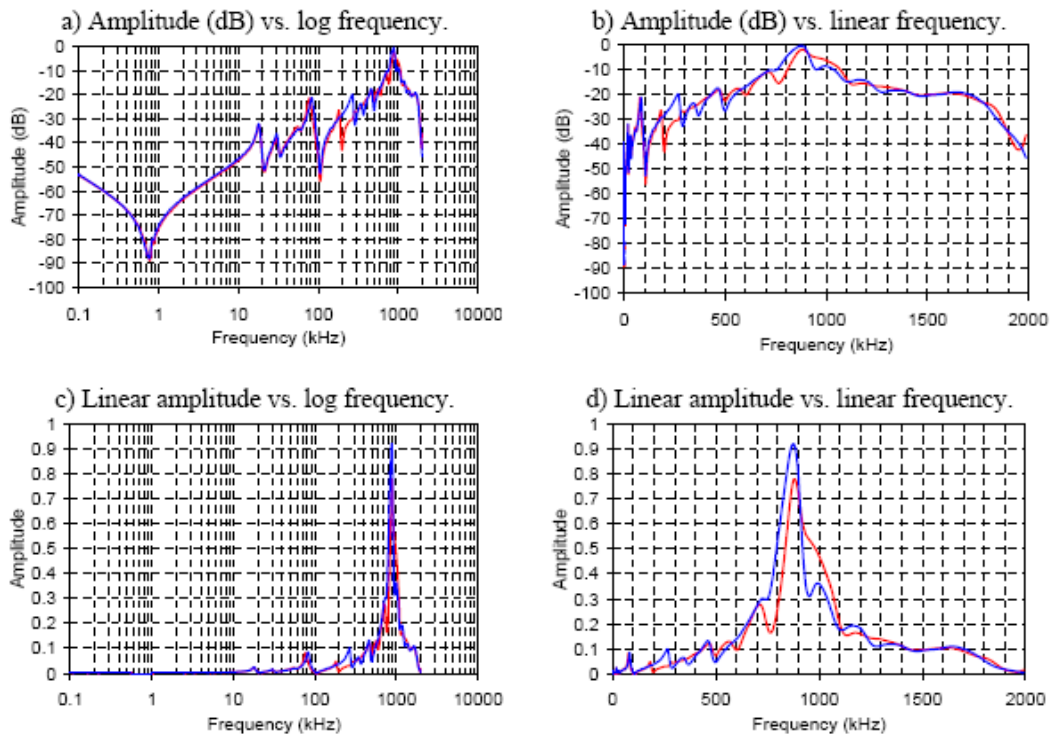 a) Amplitude (dB) vs. log frequency.
0
-10
-20
-30
-40
-50
-60
-70
-80
-90
-100
Amplitude (dB)
0.1 1 10 100 1000 10000
Frequency (kHz)
b) Amplitude (dB) vs. linear frequency.
0
-10
-20
-30
-40
-50
-60
-70
-80
-90
-100
Amplitude (dB)
0 500 1000 1500 2000
Frequency (kHz)
c) Linear amplitude vs. log frequency.
1
0.9
0.8
0.7
0.6
0.5
0.4
0.3
0.2
0.1
0
Amplitude
0.1 1 10 100 1000 10000
Frequency (kHz)
d) Linear amplitude vs. linear frequency.
1
0.9
0.8
0.7
0.6
0.5
0.4
0.3
0.2
0.1
0
Amplitude
0 500 1000 1500 2000
Frequency (kHz)